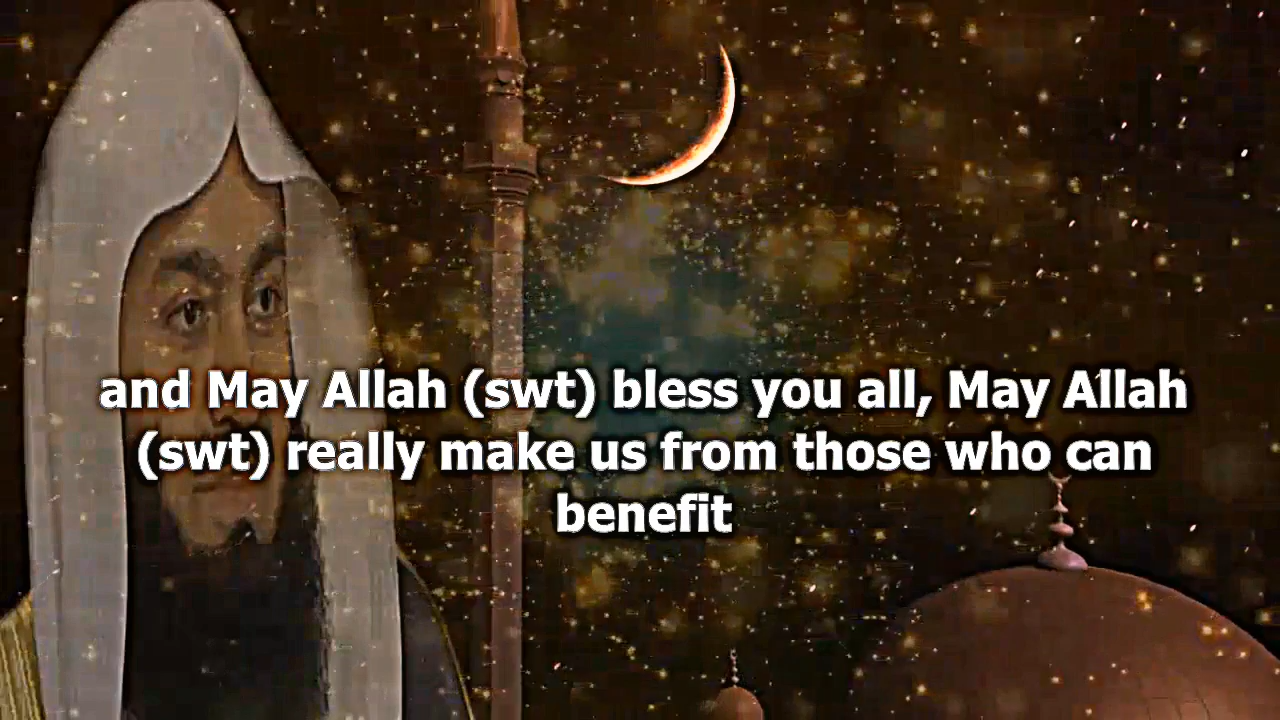 and May Allah (swt) bless you all, May Allah
(swt) really make us from those who can
benefit